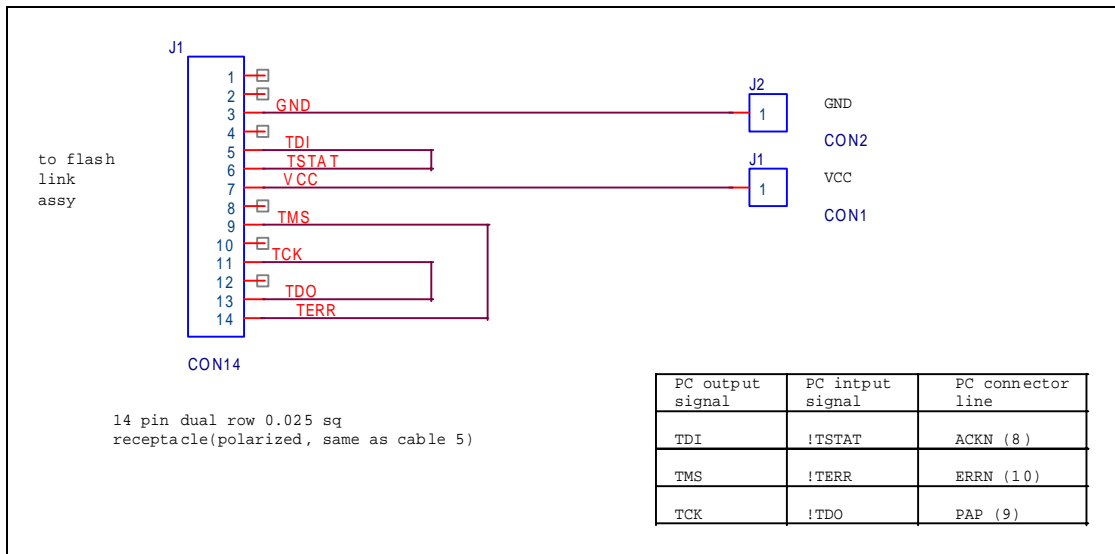 J1
1
2
3
4
5
6
7
8
9
10
11
12
13
14
GND
TDI
TSTAT
VCC
TMS
TCK
TDO
TERR
CON14
to flash
link
assy
J2
1
GND
CON2
J1
1
VCC
CON1
14 pin dual row 0.025 sq
receptacle(polarized, same as cable 5)
PC output signal
PC intput signal
PC connector line
TDI !TSTAT ACKN (8)
TMS !TERR ERRN (10)
TCK !TDO PAP (9)